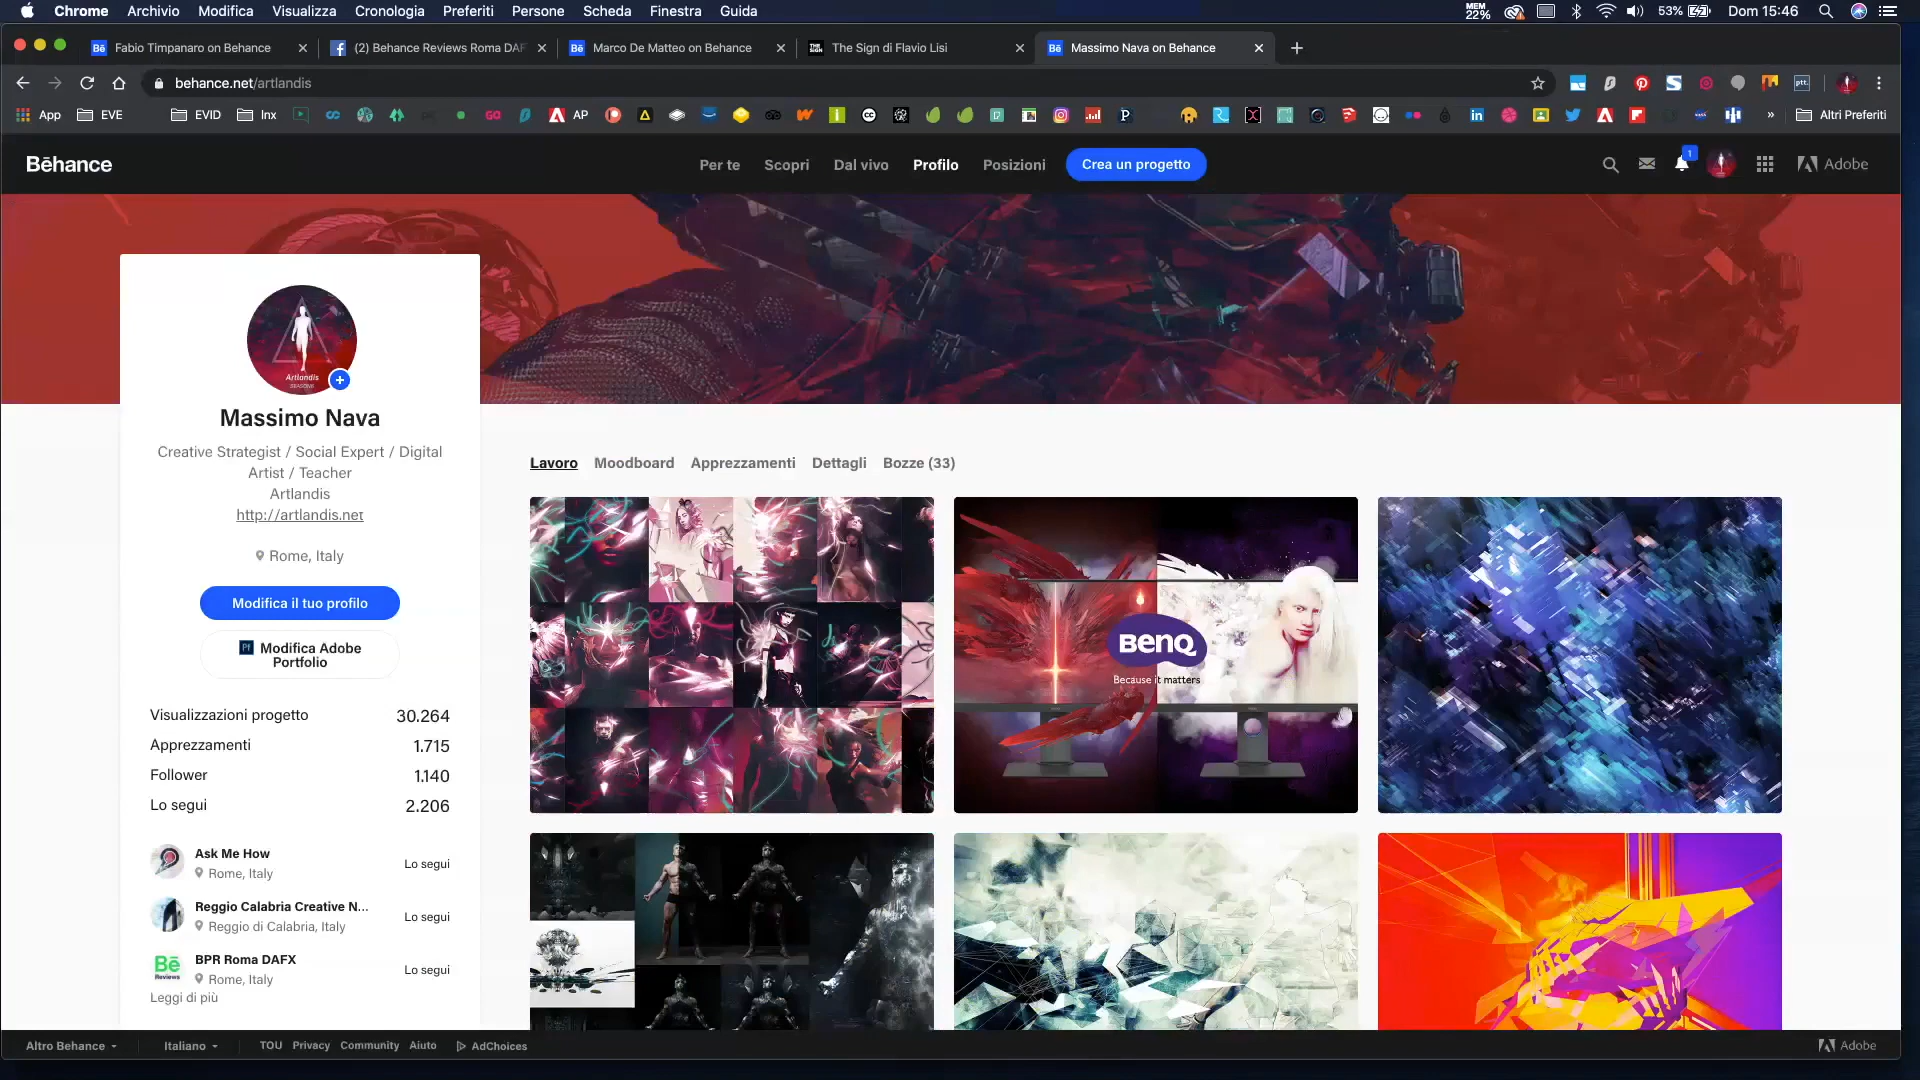 Chrome Archivio Modifica Visualizza Cronologia Preferiti Persone Scheda Finestra Guida MEM 22% 53% Dom 15:46
Fabio Timpanaro on Behance (2) Behance Reviews Roma DAF Marco De Matteo on Behance The Sign di Flavio Lisi Massimo Nava on Behance
behance.net/artlandis
App EVE EVID Inx AP Altri Preferiti
Bēhance Per te Scopri Dal vivo Profilo Posizioni Crea un progetto 1 Adobe
Artlandis
Massimo Nava
Creative Strategist / Social Expert / Digital
Artist / Teacher
Artlandis
http://artlandis.net
Rome, Italy
Modifica il tuo profilo
Modifica Adobe
Portfolio
Visualizzazioni progetto 30.264
Apprezzamenti 1.715
Follower 1.140
Lo segui 2.206
Ask Me How
Rome, Italy
Lo segui
Reggio Calabria Creative N...
Reggio di Calabria, Italy
Lo segui
Bē Reviews
BPR Roma DAFX
Rome, Italy
Lo segui
Leggi di più
Lavoro Moodboard Apprezzamenti Dettagli Bozze (33)
BenQ
Because it matters
Altro Behance Italiano TOU Privacy Community Aiuto AdChoices Adobe